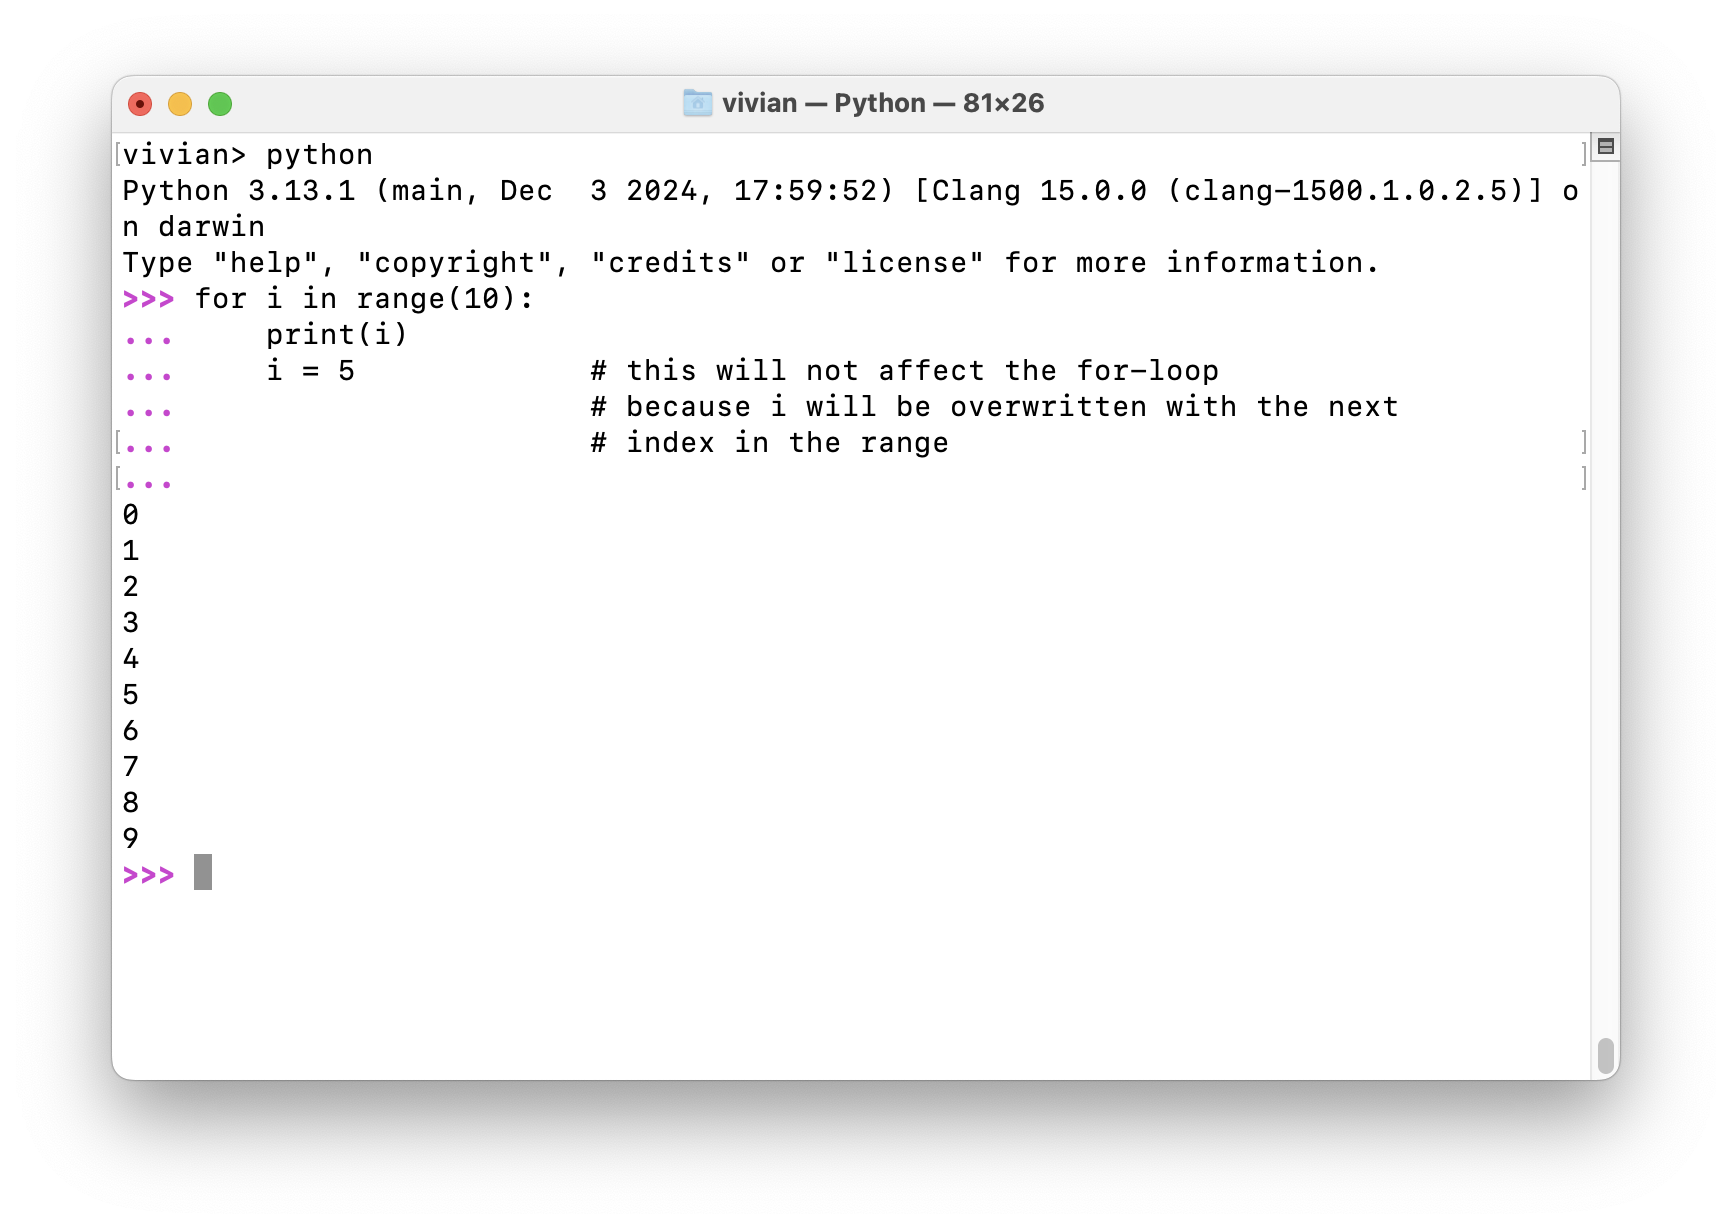 vivian — Python — 81×26
vivian> python
Python 3.13.1 (main, Dec  3 2024, 17:59:52) [Clang 15.0.0 (clang-1500.1.0.2.5)] o
n darwin
Type "help", "copyright", "credits" or "license" for more information.
>>> for i in range(10):
...     print(i)
...     i = 5             # this will not affect the for-loop
...                       # because i will be overwritten with the next
...                       # index in the range
...
0
1
2
3
4
5
6
7
8
9
>>>